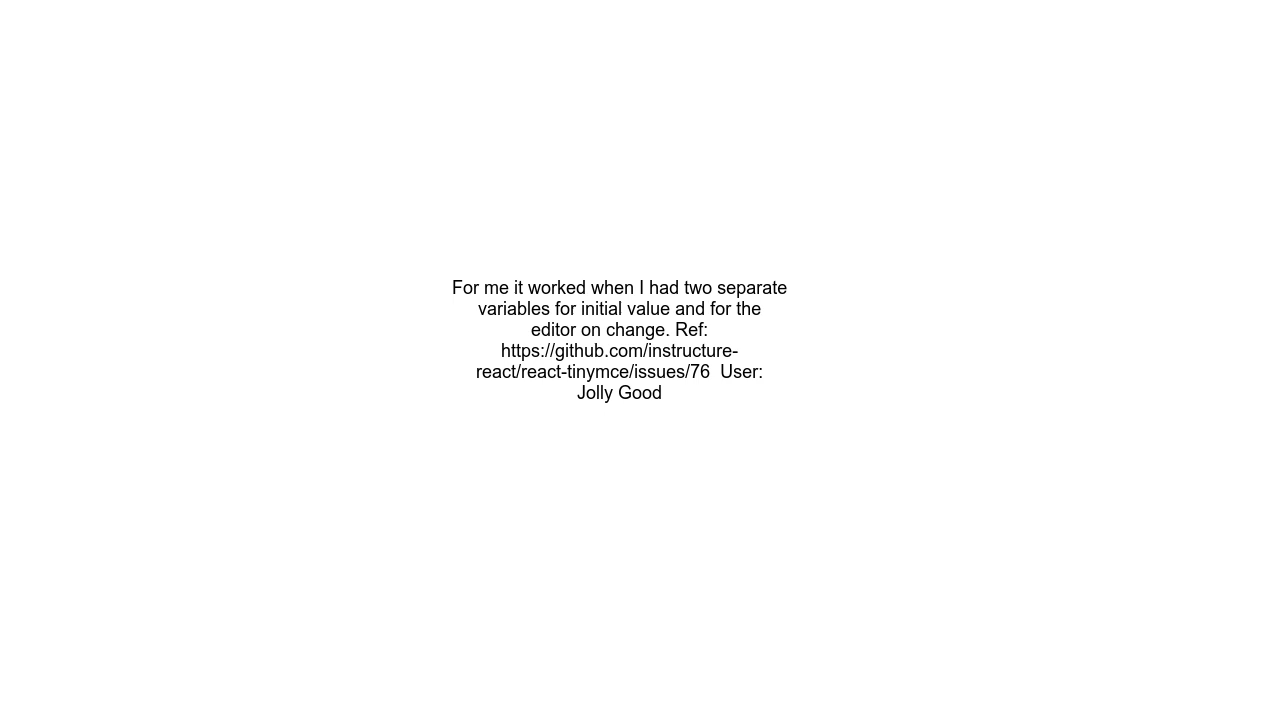 For me it worked when I had two separate
variables for initial value and for the
editor on change. Ref:
https://github.com/instructure-
react/react-tinymce/issues/76  User:
Jolly Good